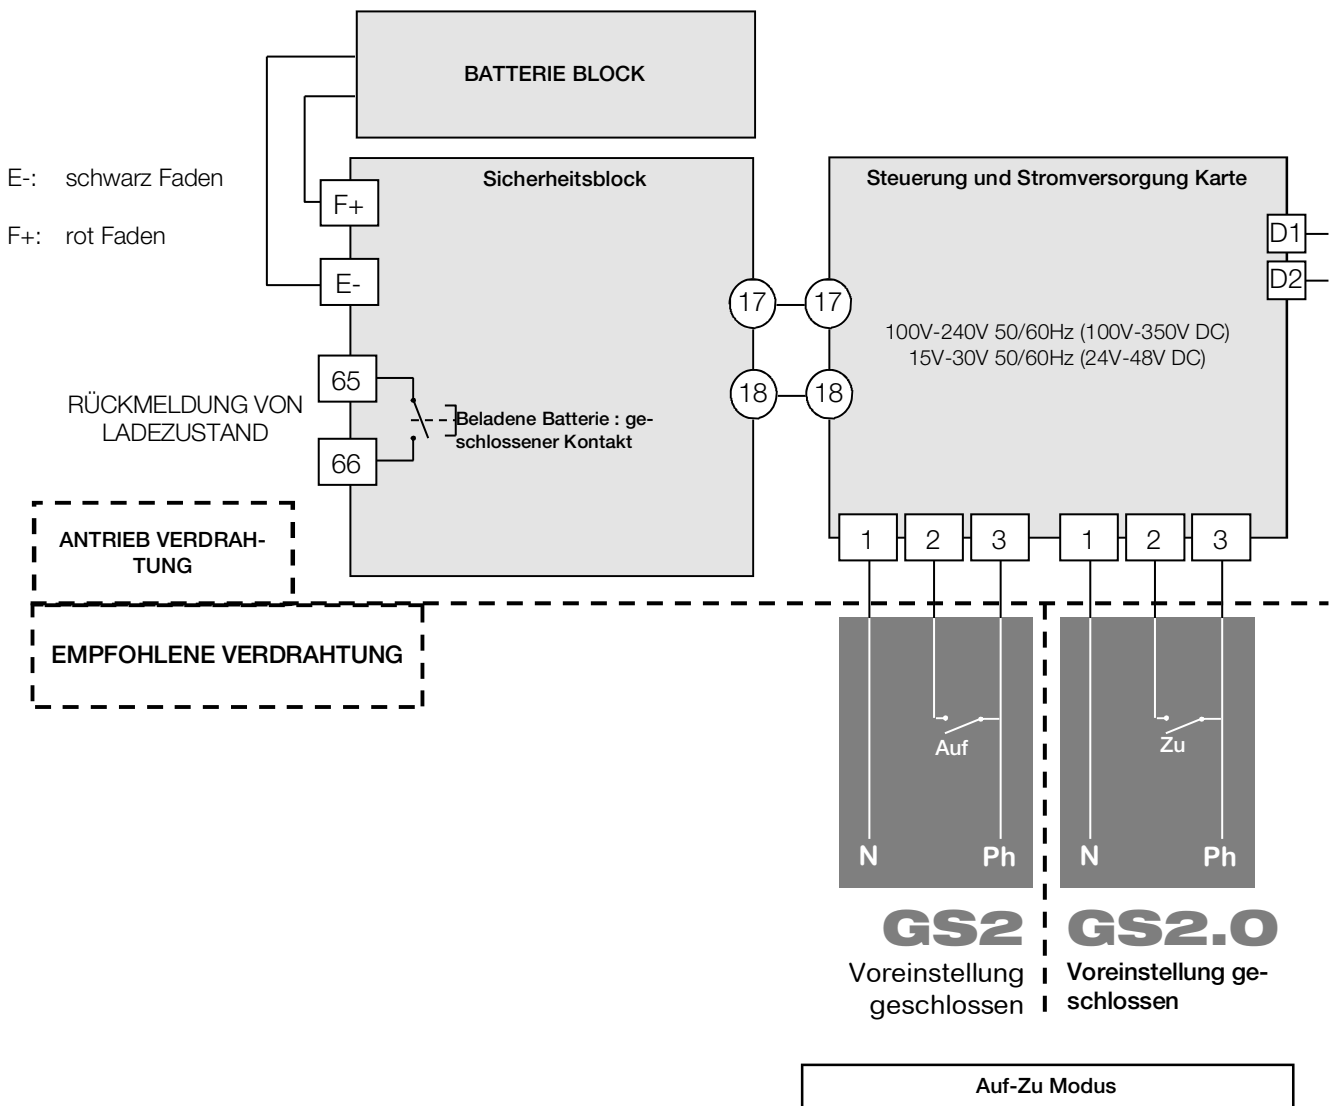 BATTERIE BLOCK
E-: schwarz Faden
F+: rot Faden
F+
E-
Sicherheitsblock
Steuerung und Stromversorgung Karte
D1
D2
17
17
18
18
100V-240V 50/60Hz (100V-350V DC)
15V-30V 50/60Hz (24V-48V DC)
65
66
RÜCKMELDUNG VON
LADEZUSTAND
Beladene Batterie : ge-
schlossener Kontakt
1 2 3 1 2 3
ANTRIEB VERDRAH-
TUNG
EMPFOHLENE VERDRAHTUNG
Auf
Zu
N Ph N Ph
GS2
Voreinstellung
geschlossen
GS2.0
Voreinstellung ge-
schlossen
Auf-Zu Modus